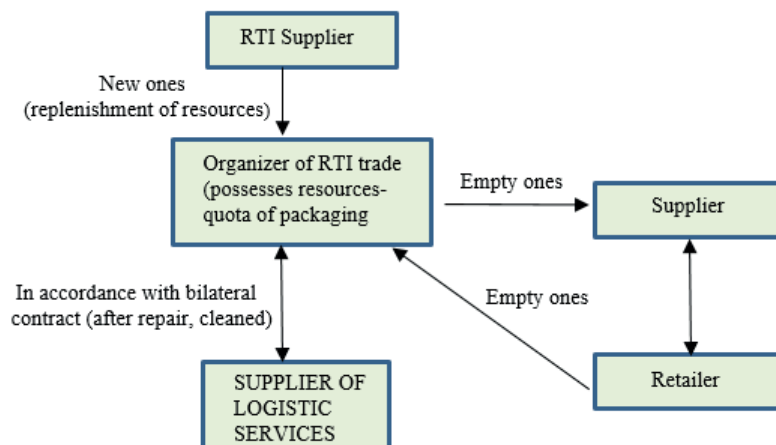 RTI Supplier
New ones
(replenishment of resources)
Organizer of RTI trade
(possesses resources-
quota of packaging
Empty ones
Supplier
In accordance with bilateral
contract (after repair, cleaned)
Empty ones
Retailer
SUPPLIER OF
LOGISTIC
SERVICES